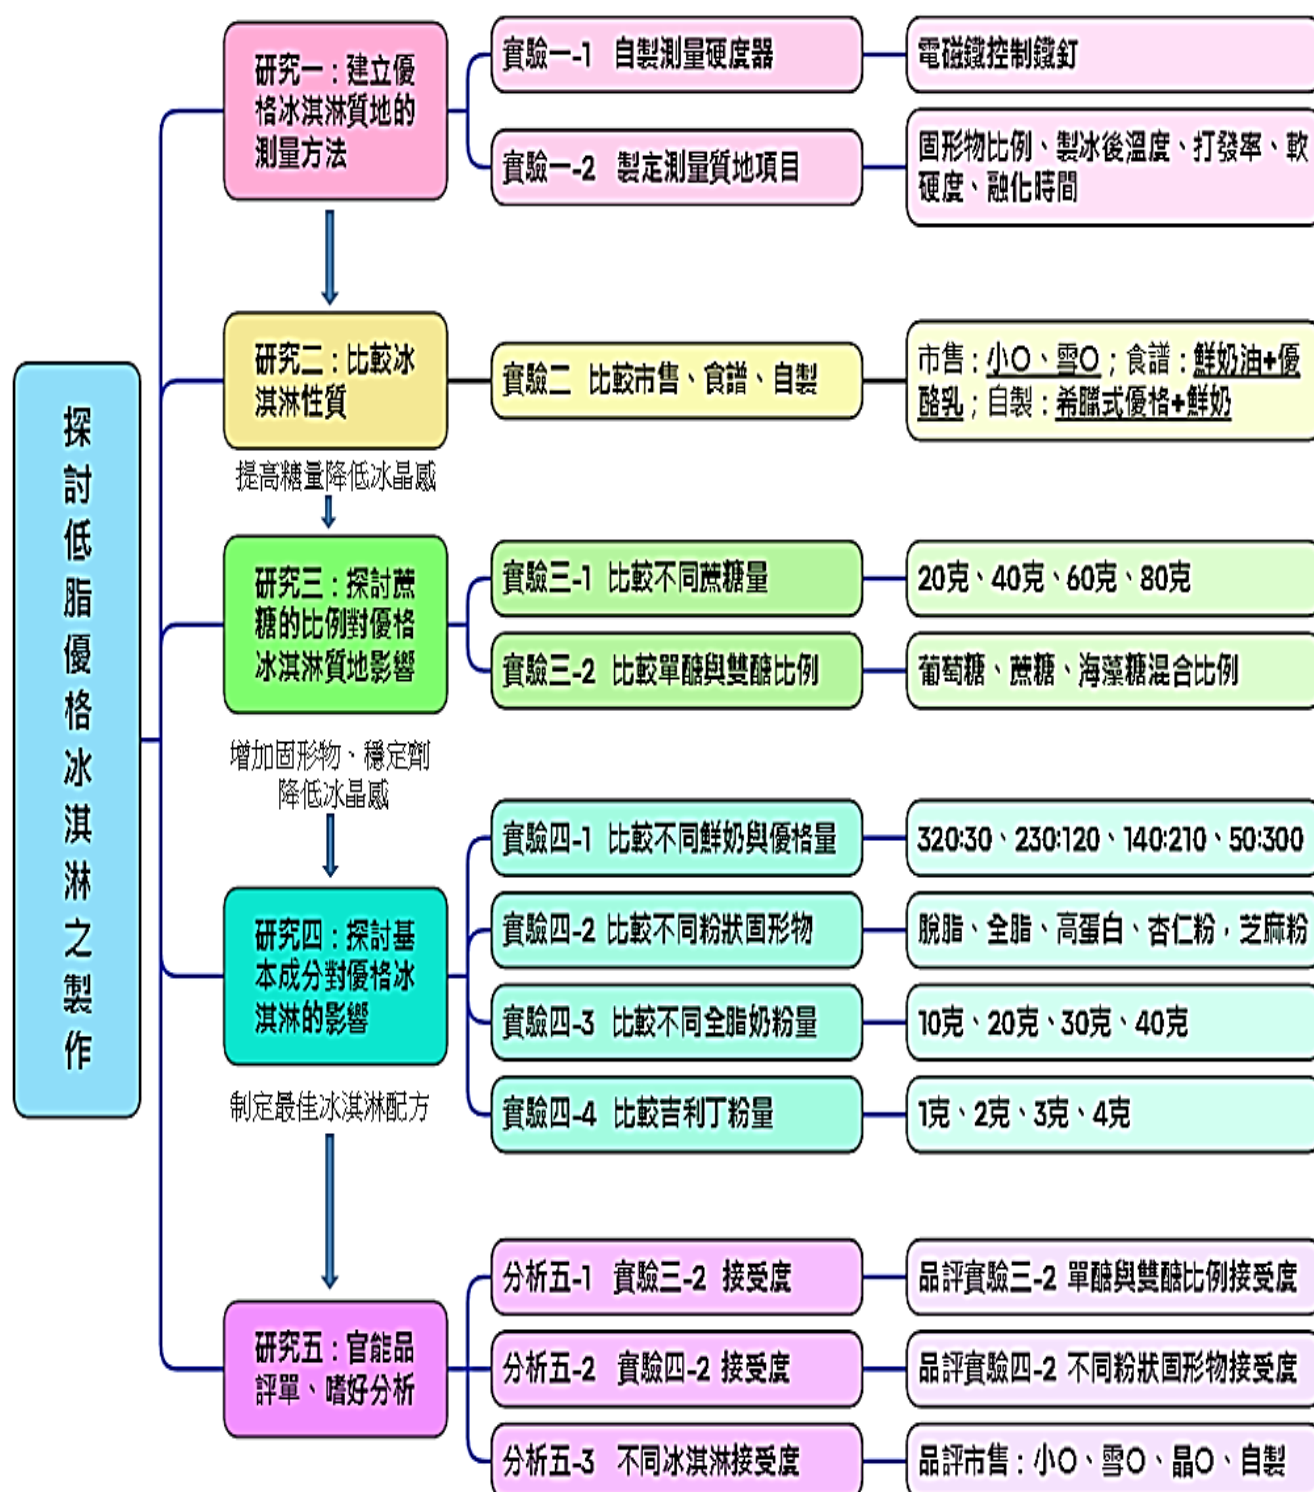 探討低脂優格冰淇淋之製作
研究一：建立優
格冰淇淋質地的
測量方法
實驗一-1 自製測量硬度器
電磁鐵控制鐵釘
實驗一-2 製定測量質地項目
固形物比例、製冰後溫度、打發率、軟
硬度、融化時間
研究二：比較冰
淇淋性質
實驗二 比較市售、食譜、自製
市售：小O、雪O；食譜：鮮奶油+優
酪乳；自製：希臘式優格+鮮奶
提高糖量降低冰晶感
研究三：探討蔗
糖的比例對優格
冰淇淋質地影響
實驗三-1 比較不同蔗糖量
20克、40克、60克、80克
實驗三-2 比較單醣與雙醣比例
葡萄糖、蔗糖、海藻糖混合比例
增加固形物、穩定劑
降低冰晶感
研究四：探討基
本成分對優格冰
淇淋的影響
實驗四-1 比較不同鮮奶與優格量
320:30、230:120、140:210、50:300
實驗四-2 比較不同粉狀固形物
脫脂、全脂、高蛋白、杏仁粉，芝麻粉
實驗四-3 比較不同全脂奶粉量
10克、20克、30克、40克
實驗四-4 比較吉利丁粉量
1克、2克、3克、4克
制定最佳冰淇淋配方
研究五：官能品
評單、嗜好分析
分析五-1 實驗三-2 接受度
品評實驗三-2 單醣與雙醣比例接受度
分析五-2 實驗四-2 接受度
品評實驗四-2 不同粉狀固形物接受度
分析五-3 不同冰淇淋接受度
品評市售：小O、雪O、晶O、自製